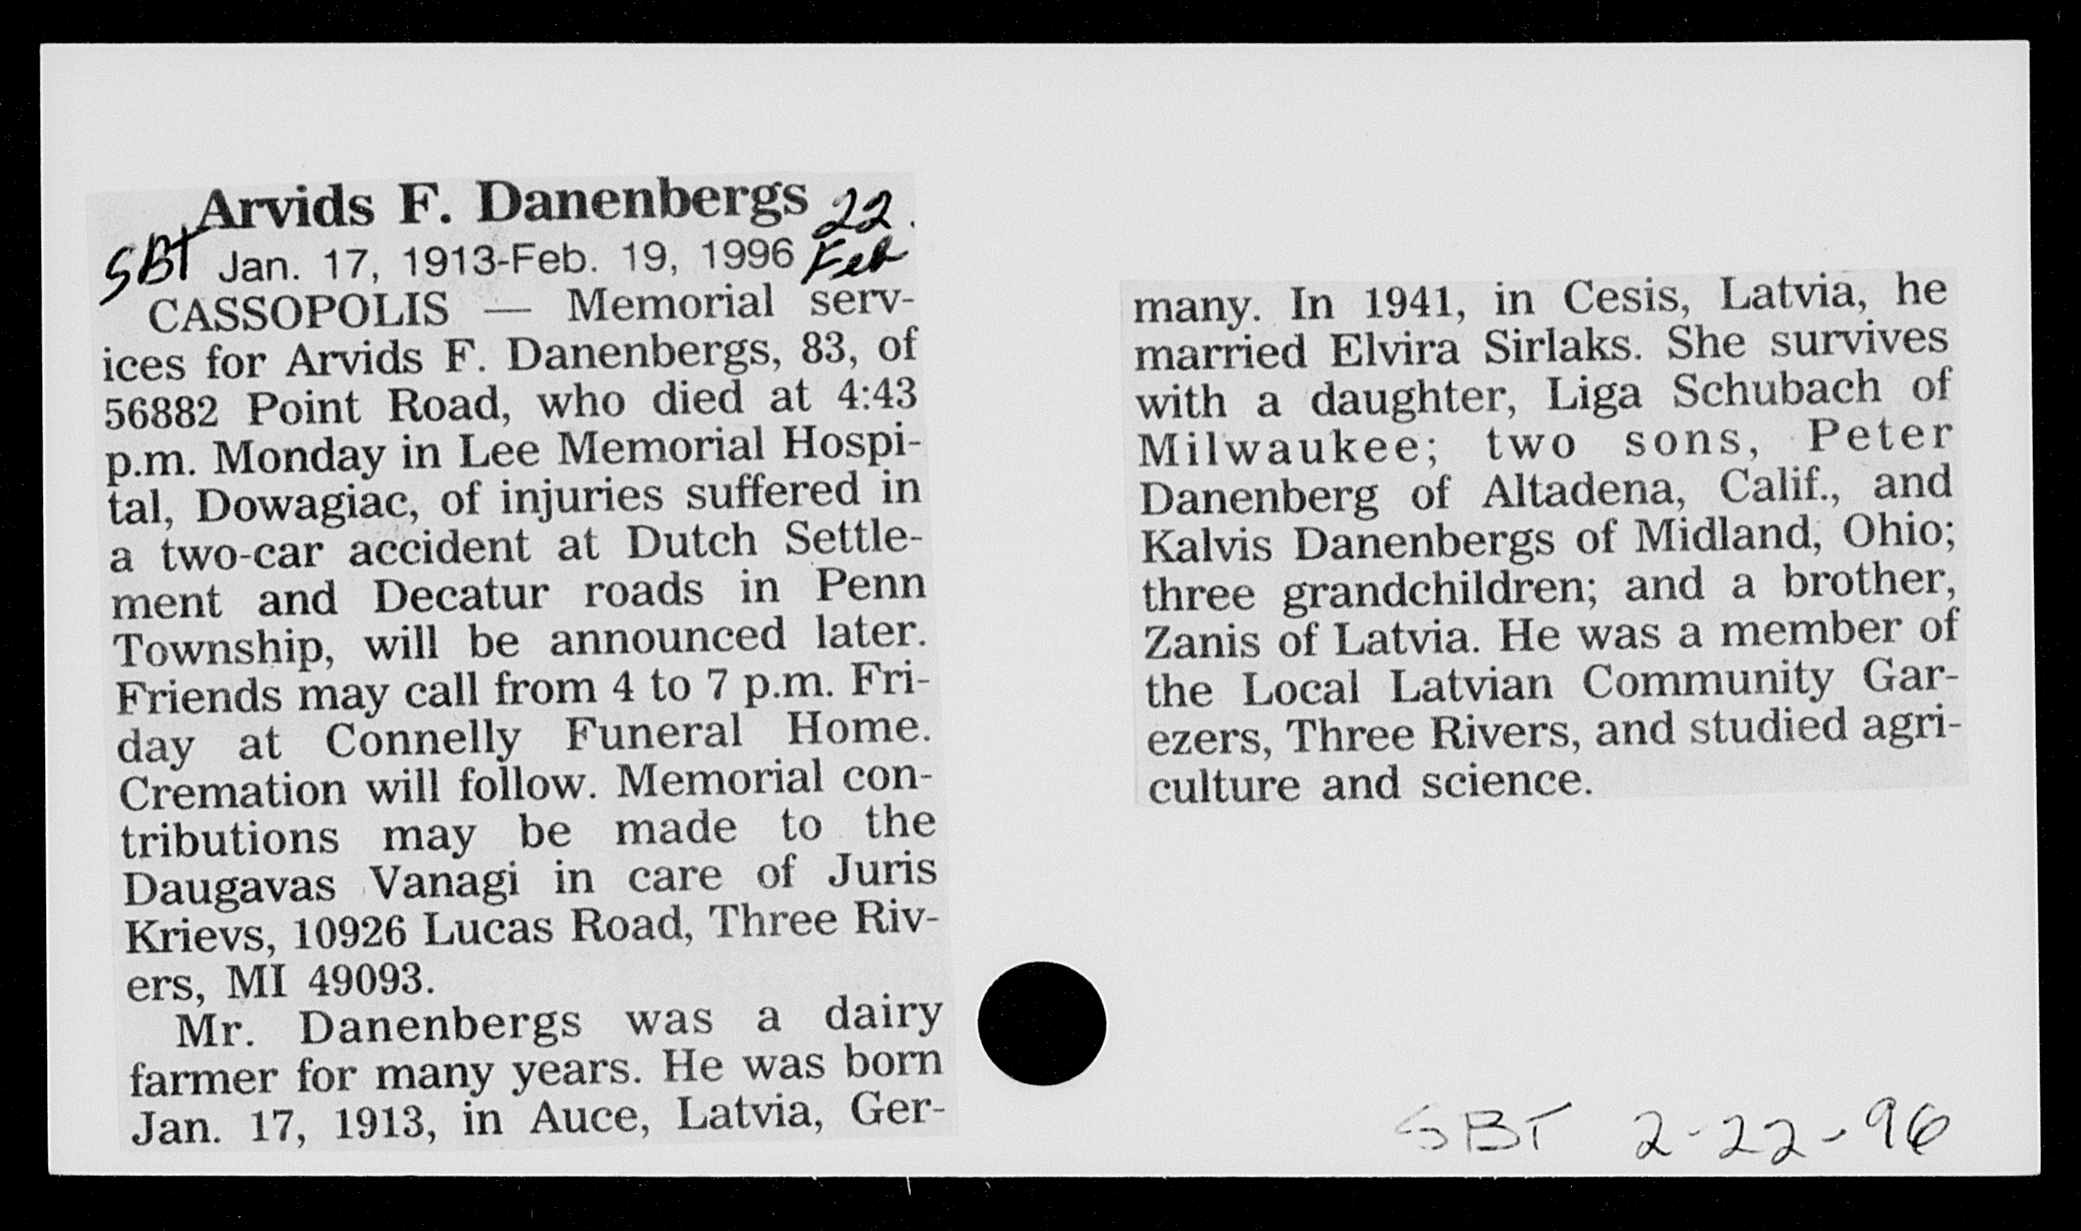 Arvids F. Danenbergs 22
SBT Jan. 17, 1913-Feb. 19, 1996 Feb
CASSOPOLIS — Memorial serv-
ices for Arvids F. Danenbergs, 83, of
56882 Point Road, who died at 4:43
p.m. Monday in Lee Memorial Hospi-
tal, Dowagiac, of injuries suffered in
a two-car accident at Dutch Settle-
ment and Decatur roads in Penn
Township, will be announced later.
Friends may call from 4 to 7 p.m. Fri-
day at Connelly Funeral Home.
Cremation will follow. Memorial con-
tributions may be made to the
Daugavas Vanagi in care of Juris
Krievs, 10926 Lucas Road, Three Riv-
ers, MI 49093.
Mr. Danenbergs was a dairy
farmer for many years. He was born
Jan. 17, 1913, in Auce, Latvia, Ger-
many. In 1941, in Cesis, Latvia, he
married Elvira Sirlaks. She survives
with a daughter, Liga Schubach of
Milwaukee; two sons, Peter
Danenberg of Altadena, Calif., and
Kalvis Danenbergs of Midland, Ohio;
three grandchildren; and a brother,
Zanis of Latvia. He was a member of
the Local Latvian Community Gar-
ezers, Three Rivers, and studied agri-
culture and science.
SBT 2-22-96